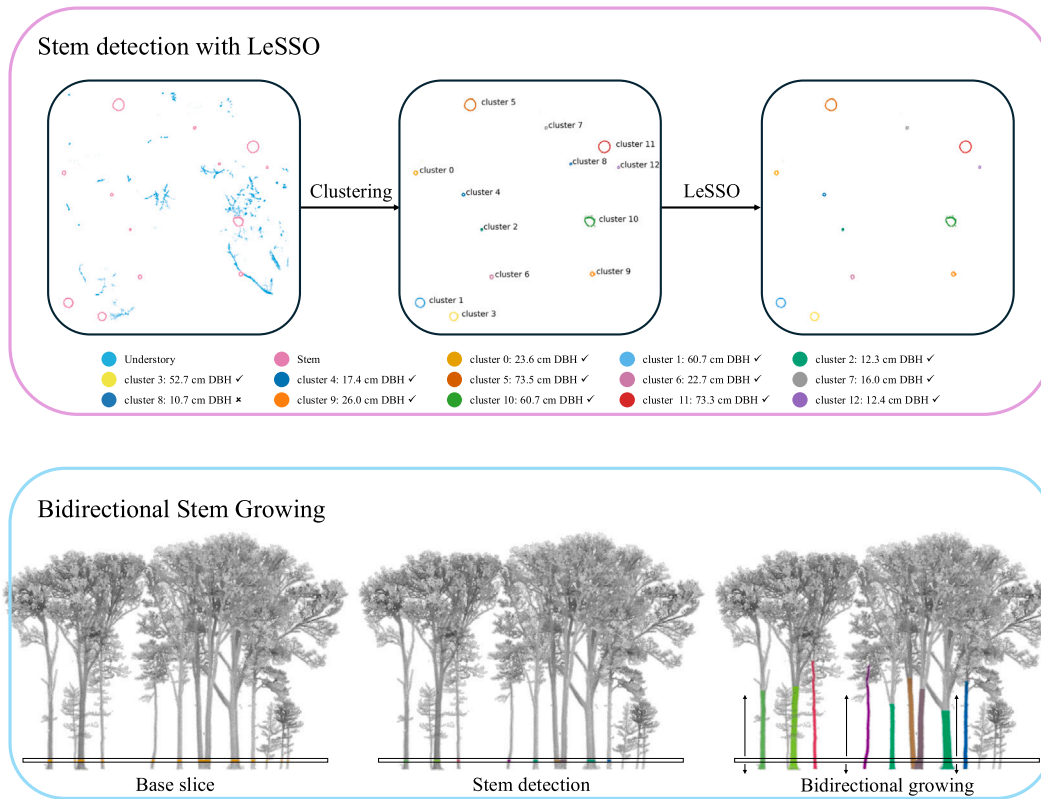 Stem detection with LeSSO
cluster 5
cluster 7
cluster 11
cluster 8
cluster 12
cluster 0
Clustering
LeSSO
cluster 4
cluster 10
cluster 2
cluster 6
cluster 9
cluster 1
cluster 3
Understory
Stem
cluster 0: 23.6 cm DBH ✓
cluster 1: 60.7 cm DBH ✓
cluster 2: 12.3 cm DBH ✓
cluster 3: 52.7 cm DBH ✓
cluster 4: 17.4 cm DBH ✓
cluster 5: 73.5 cm DBH ✓
cluster 6: 22.7 cm DBH ✓
cluster 7: 16.0 cm DBH ✓
cluster 8: 10.7 cm DBH ✘
cluster 9: 26.0 cm DBH ✓
cluster 10: 60.7 cm DBH ✓
cluster 11: 73.3 cm DBH ✓
cluster 12: 12.4 cm DBH ✓
Bidirectional Stem Growing
Base slice
Stem detection
Bidirectional growing